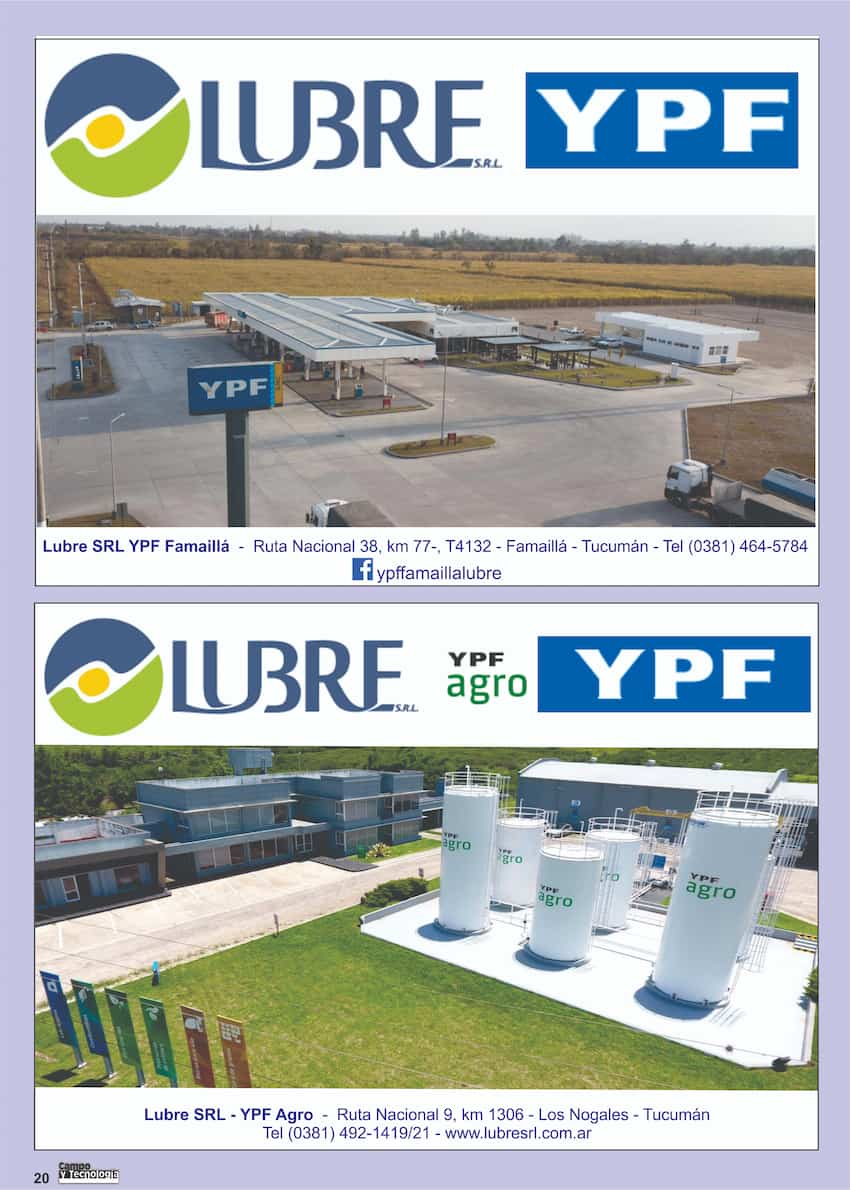 LUBRE
S.R.L.
YPF
YPF
Lubre SRL YPF Famaillá - Ruta Nacional 38, km 77-, T4132 - Famaillá - Tucumán - Tel (0381) 464-5784
ypffamaillalubre
LUBRE
S.R.L.
YPF
agro
YPF
YPF
agro
YPF
agro
YPF
agro
YPF
agro
Lubre SRL - YPF Agro - Ruta Nacional 9, km 1306 - Los Nogales - Tucumán
Tel (0381) 492-1419/21 - www.lubresrl.com.ar
20
Campo
y Tecnología